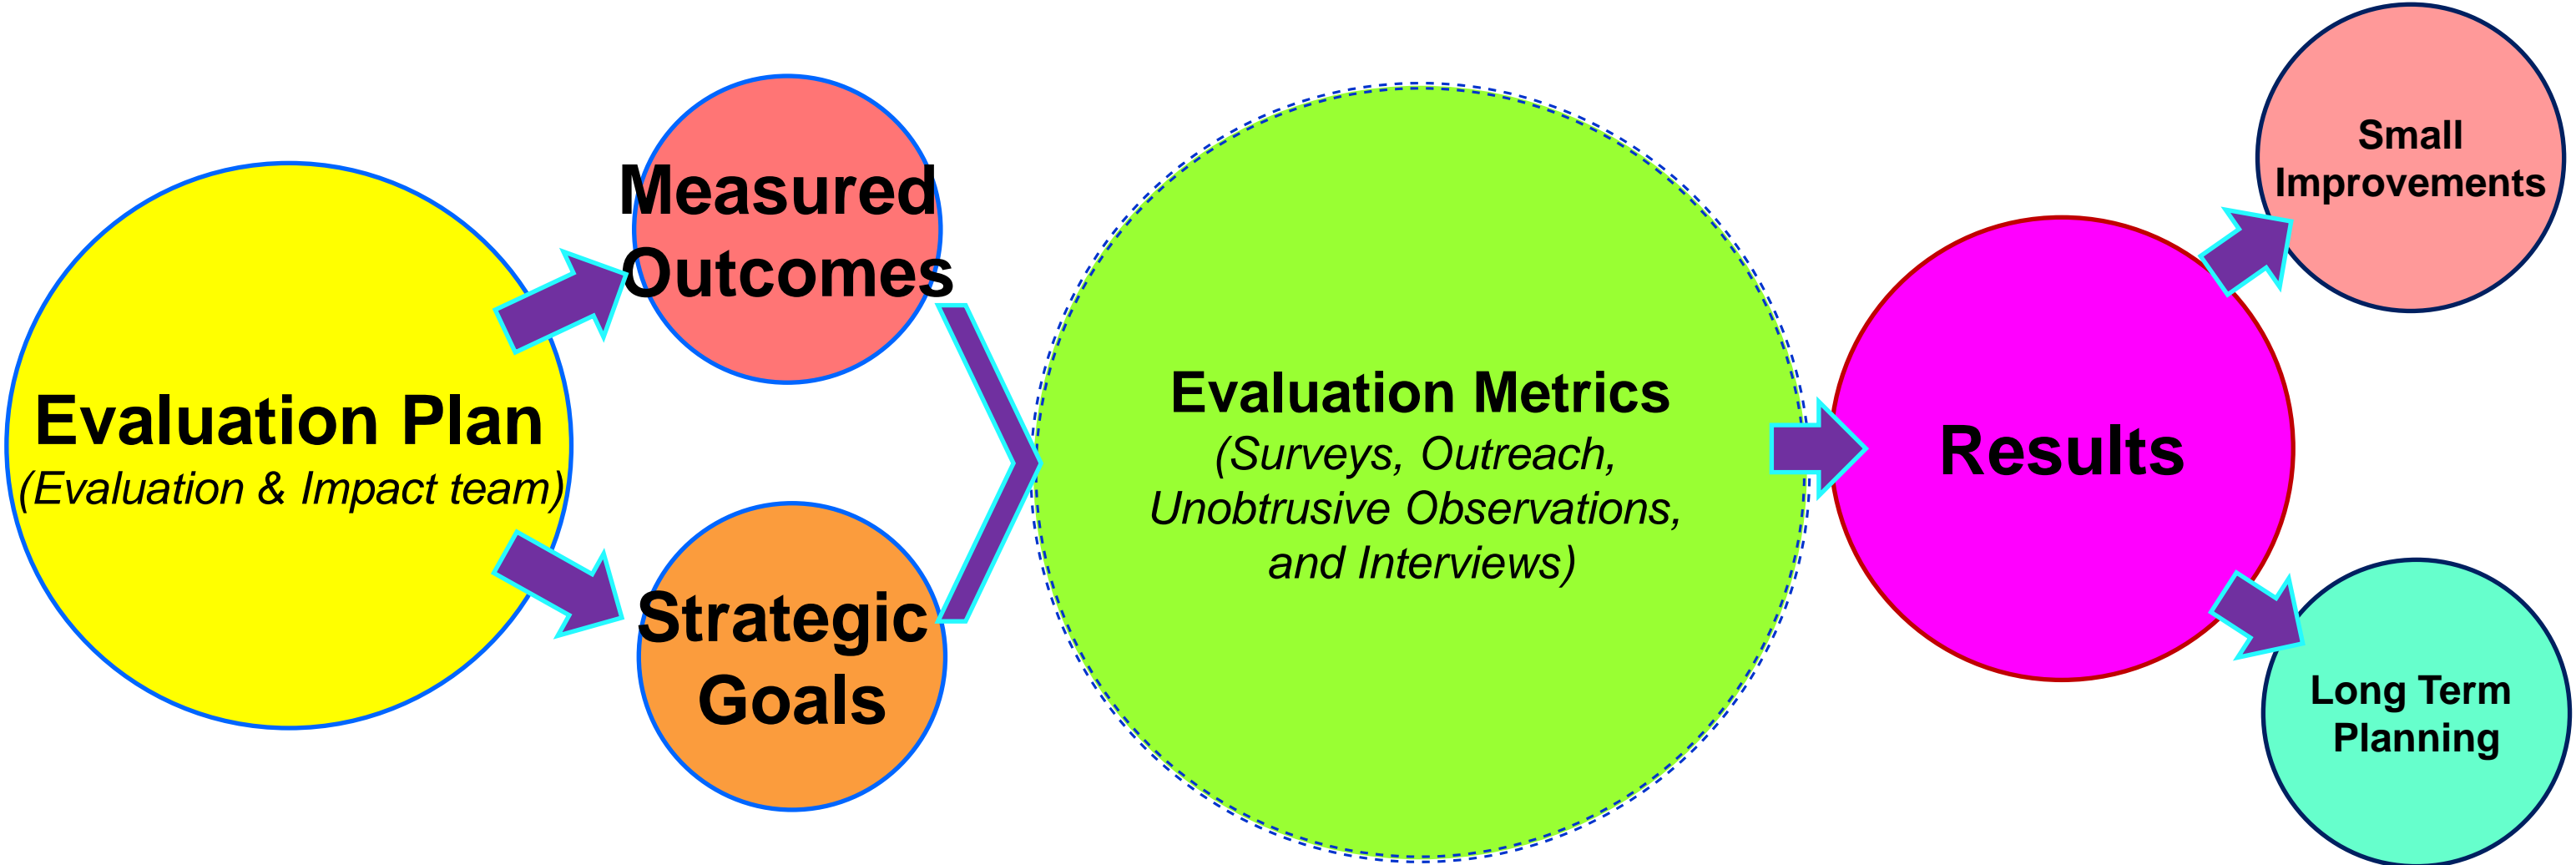 Evaluation Plan
(Evaluation & Impact team)
Measured
Outcomes
Strategic
Goals
Evaluation Metrics
(Surveys, Outreach,
Unobtrusive Observations,
and Interviews)
Results
Small
Improvements
Long Term
Planning